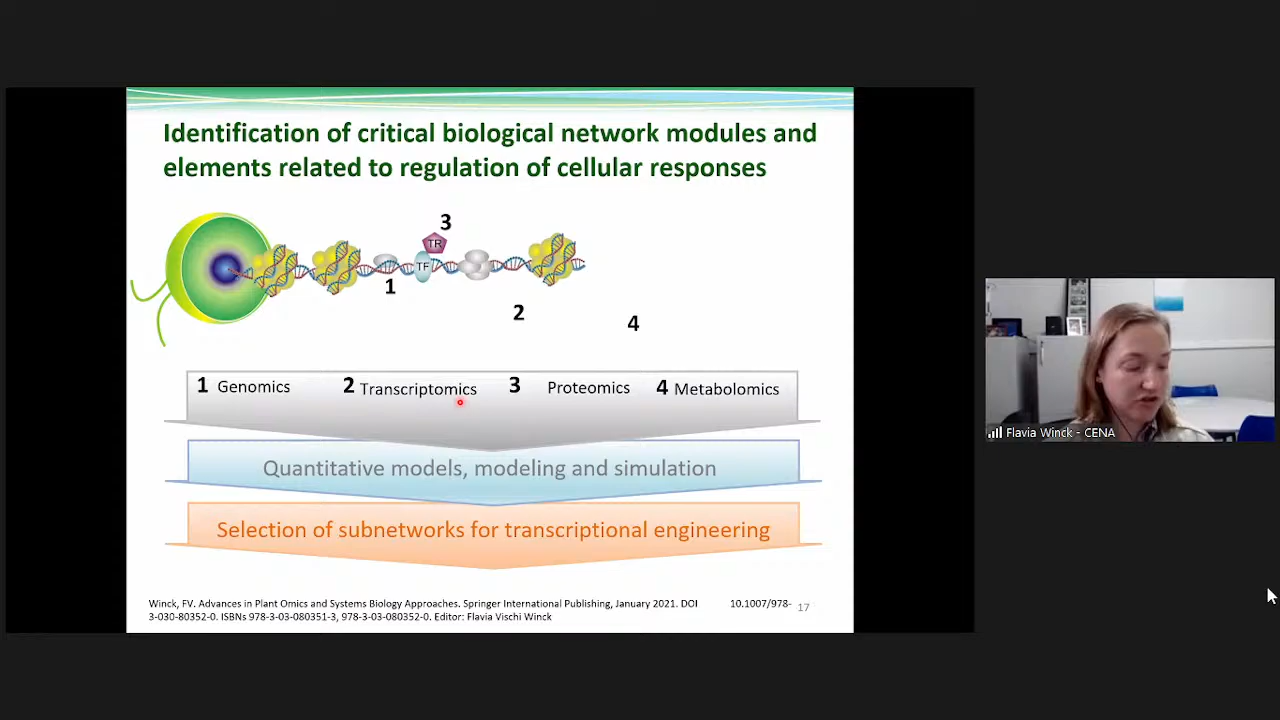 Identification of critical biological network modules and
elements related to regulation of cellular responses
3
TR
TF
1
2
4
1 Genomics 2 Transcriptomics 3 Proteomics 4 Metabolomics
Quantitative models, modeling and simulation
Selection of subnetworks for transcriptional engineering
Winck, FV. Advances in Plant Omics and Systems Biology Approaches. Springer International Publishing, January 2021. DOI 10.1007/978-
3-030-80352-0. ISBNs 978-3-03-080351-3, 978-3-03-080352-0. Editor: Flavia Vischi Winck
17
Flavia Winck - CENA